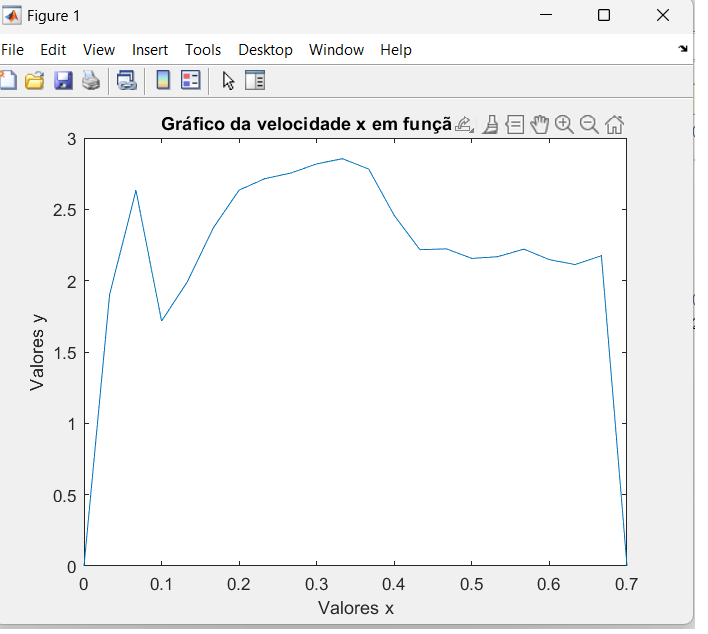 Figure 1
File Edit View Insert Tools Desktop Window Help
Gráfico da velocidade x em funçã
3
2.5
2
1.5
1
0.5
0
Valores y
0 0.1 0.2 0.3 0.4 0.5 0.6 0.7
Valores x